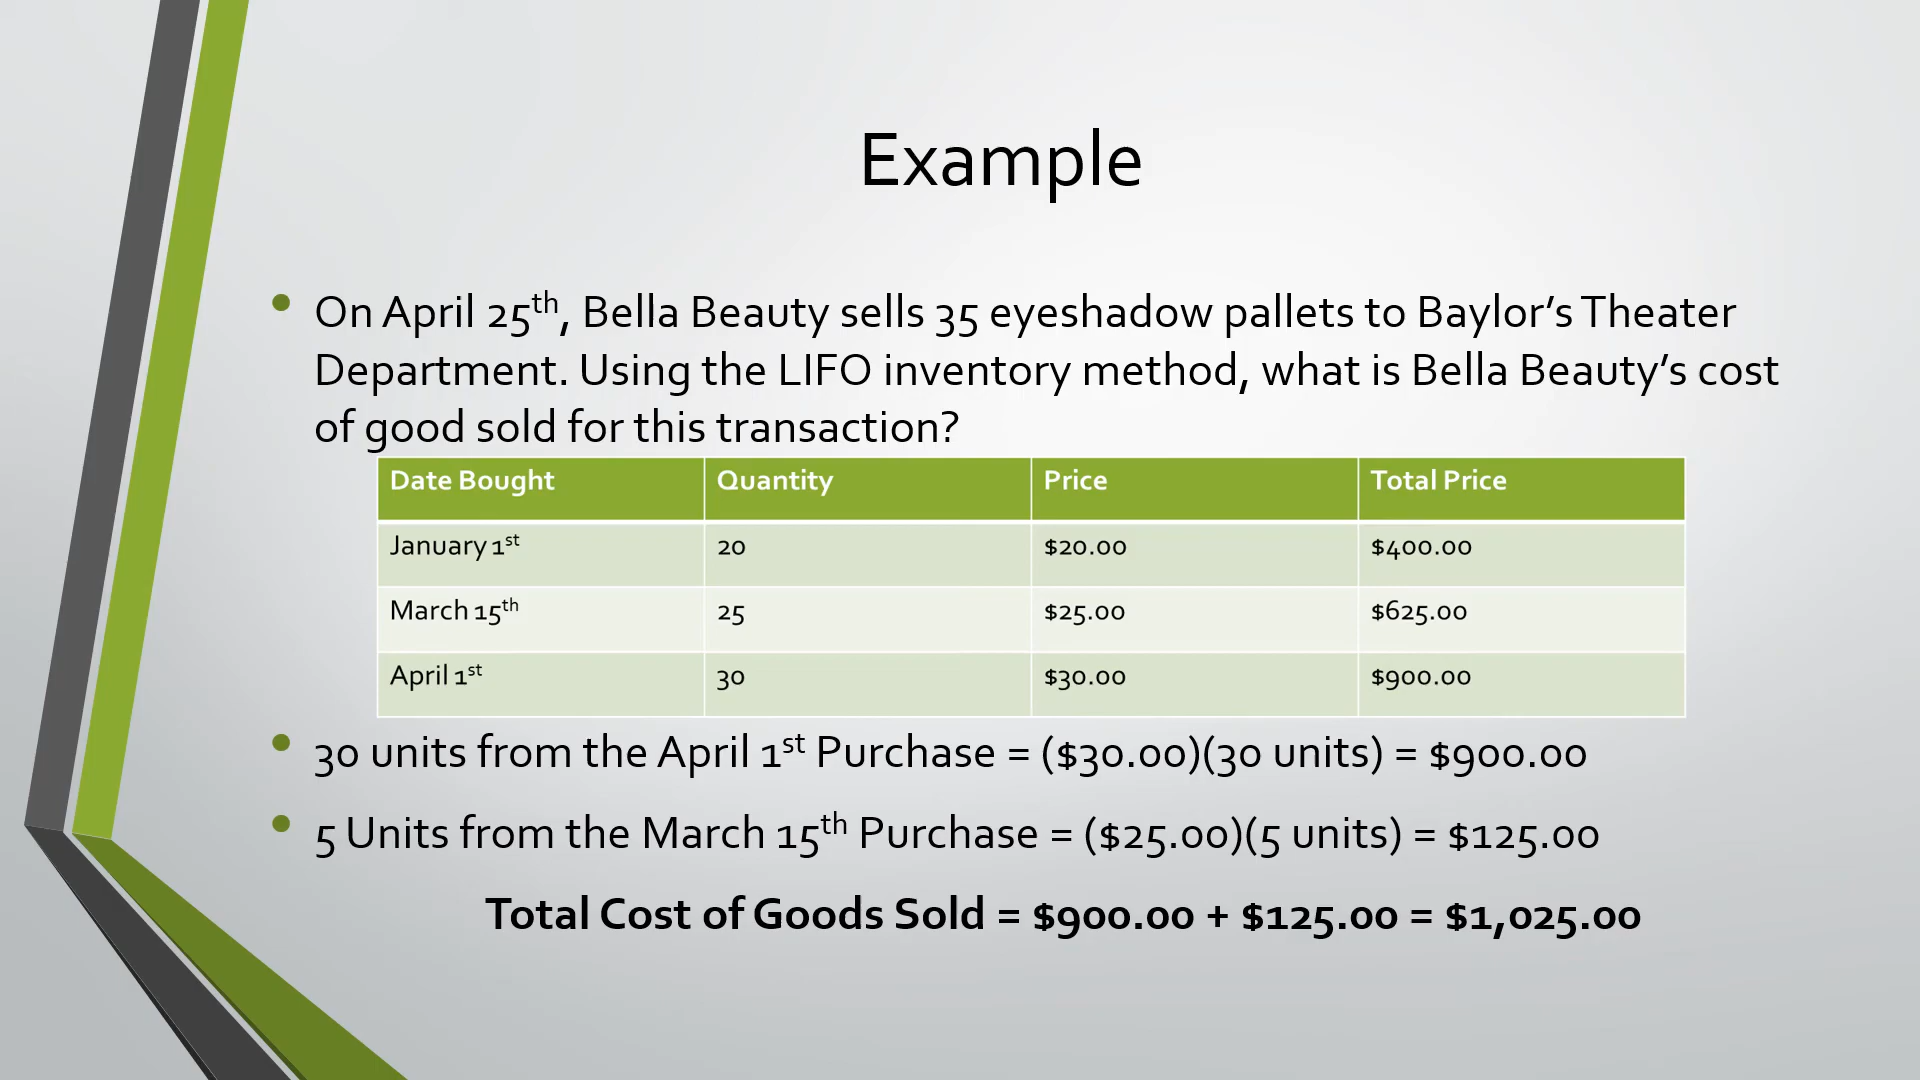 Example
• On April 25th, Bella Beauty sells 35 eyeshadow pallets to Baylor’s Theater
Department. Using the LIFO inventory method, what is Bella Beauty’s cost
of good sold for this transaction?
Date Bought Quantity Price Total Price
January 1st 20 $20.00 $400.00
March 15th 25 $25.00 $625.00
April 1st 30 $30.00 $900.00
• 30 units from the April 1st Purchase = ($30.00)(30 units) = $900.00
• 5 Units from the March 15th Purchase = ($25.00)(5 units) = $125.00
Total Cost of Goods Sold = $900.00 + $125.00 = $1,025.00